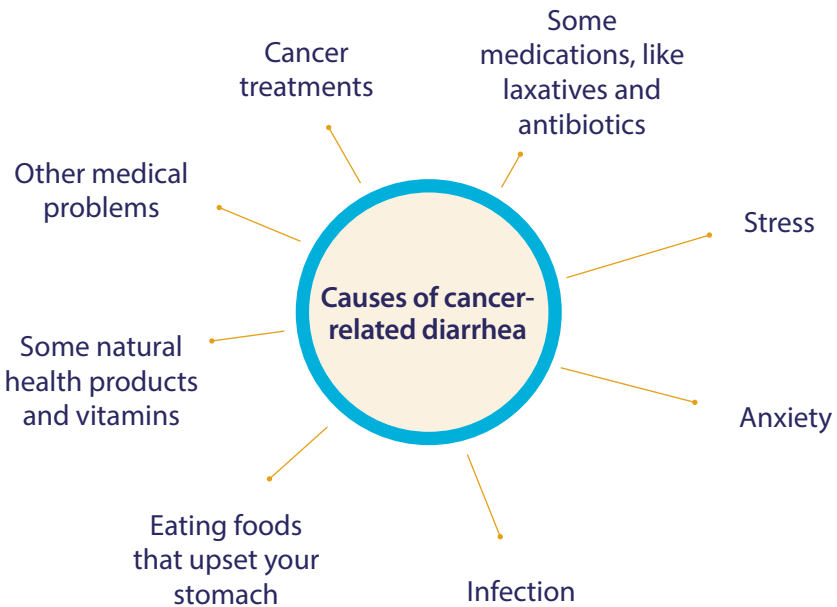 Causes of cancer-
related diarrhea
Some
medications, like
laxatives and
antibiotics
Stress
Anxiety
Infection
Eating foods
that upset your
stomach
Some natural
health products
and vitamins
Other medical
problems
Cancer
treatments